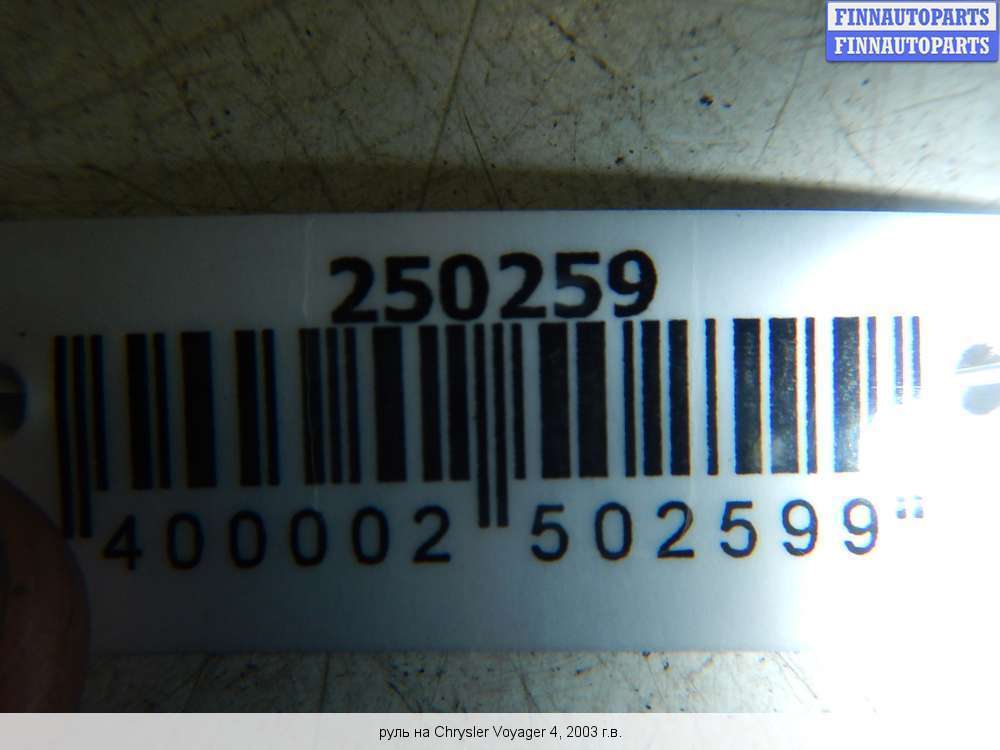 FINNAUTOPARTS
FINNAUTOPARTS
250259
400002 502599
руль на Chrysler Voyager 4, 2003 г.в.